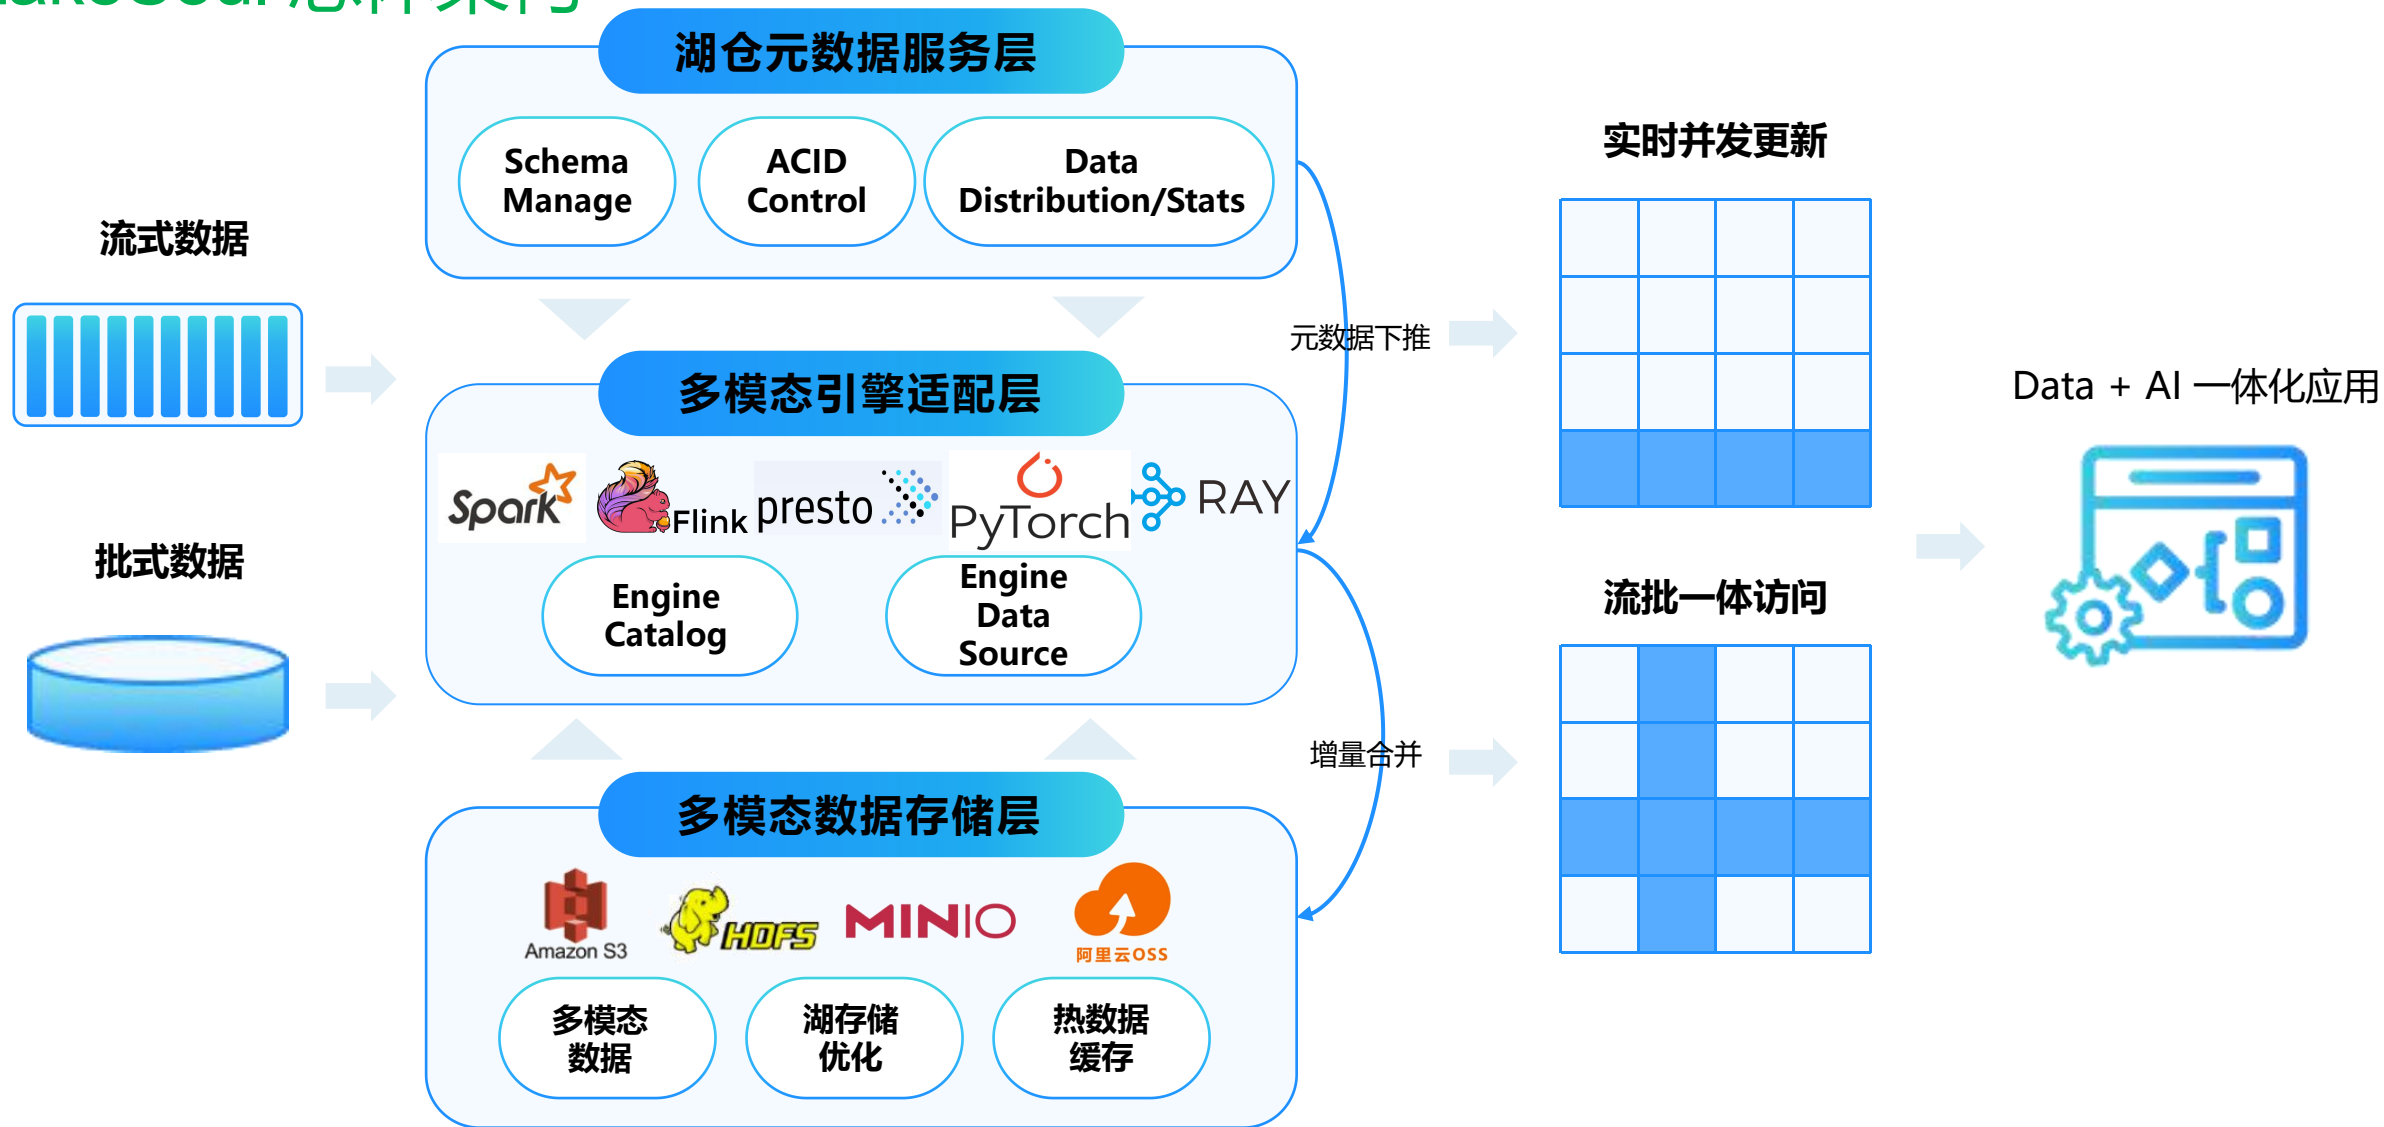 湖仓元数据服务层
Schema
Manage
ACID
Control
Data
Distribution/Stats
流式数据
批式数据
多模态引擎适配层
Spark
Flink
presto
PyTorch
RAY
Engine
Catalog
Engine
Data
Source
多模态数据存储层
Amazon S3
HDFS
MINIO
阿里云OSS
多模态
数据
湖存储
优化
热数据
缓存
元数据下推
增量合并
实时并发更新
流批一体访问
Data + AI 一体化应用